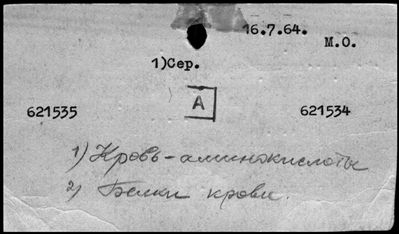 16.7.64.
М.О.
1)Сер.
А
621535 621534
1) Кровь-аминокислоты
2) Белки крови.